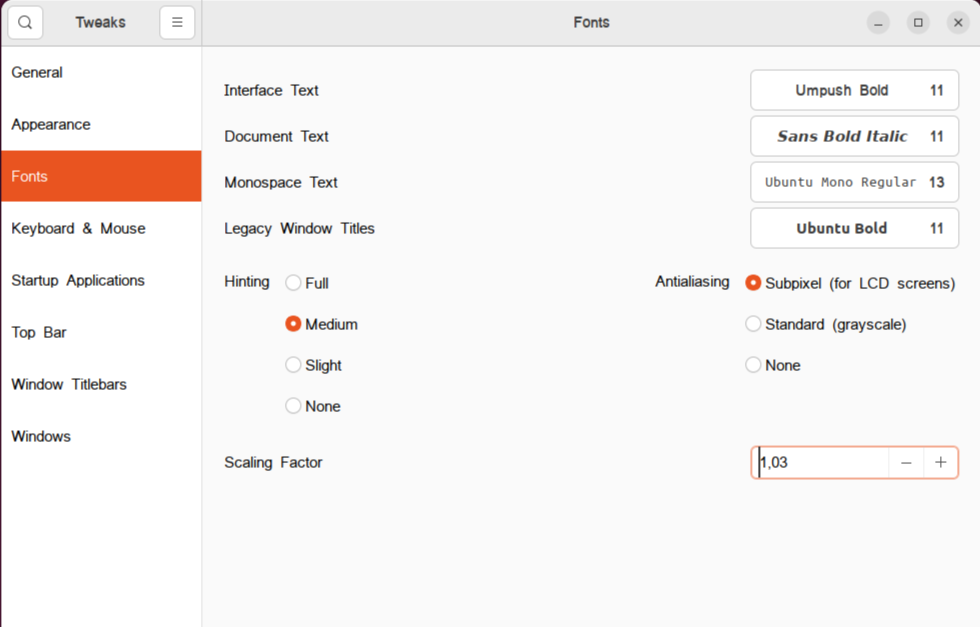 Tweaks
Fonts
General
Appearance
Fonts
Keyboard & Mouse
Startup Applications
Top Bar
Window Titlebars
Windows
Interface Text Umpush Bold 11
Document Text Sans Bold Italic 11
Monospace Text Ubuntu Mono Regular 13
Legacy Window Titles Ubuntu Bold 11
Hinting Full Antialiasing Subpixel (for LCD screens)
Medium Standard (grayscale)
Slight None
None
Scaling Factor 1,03 − +